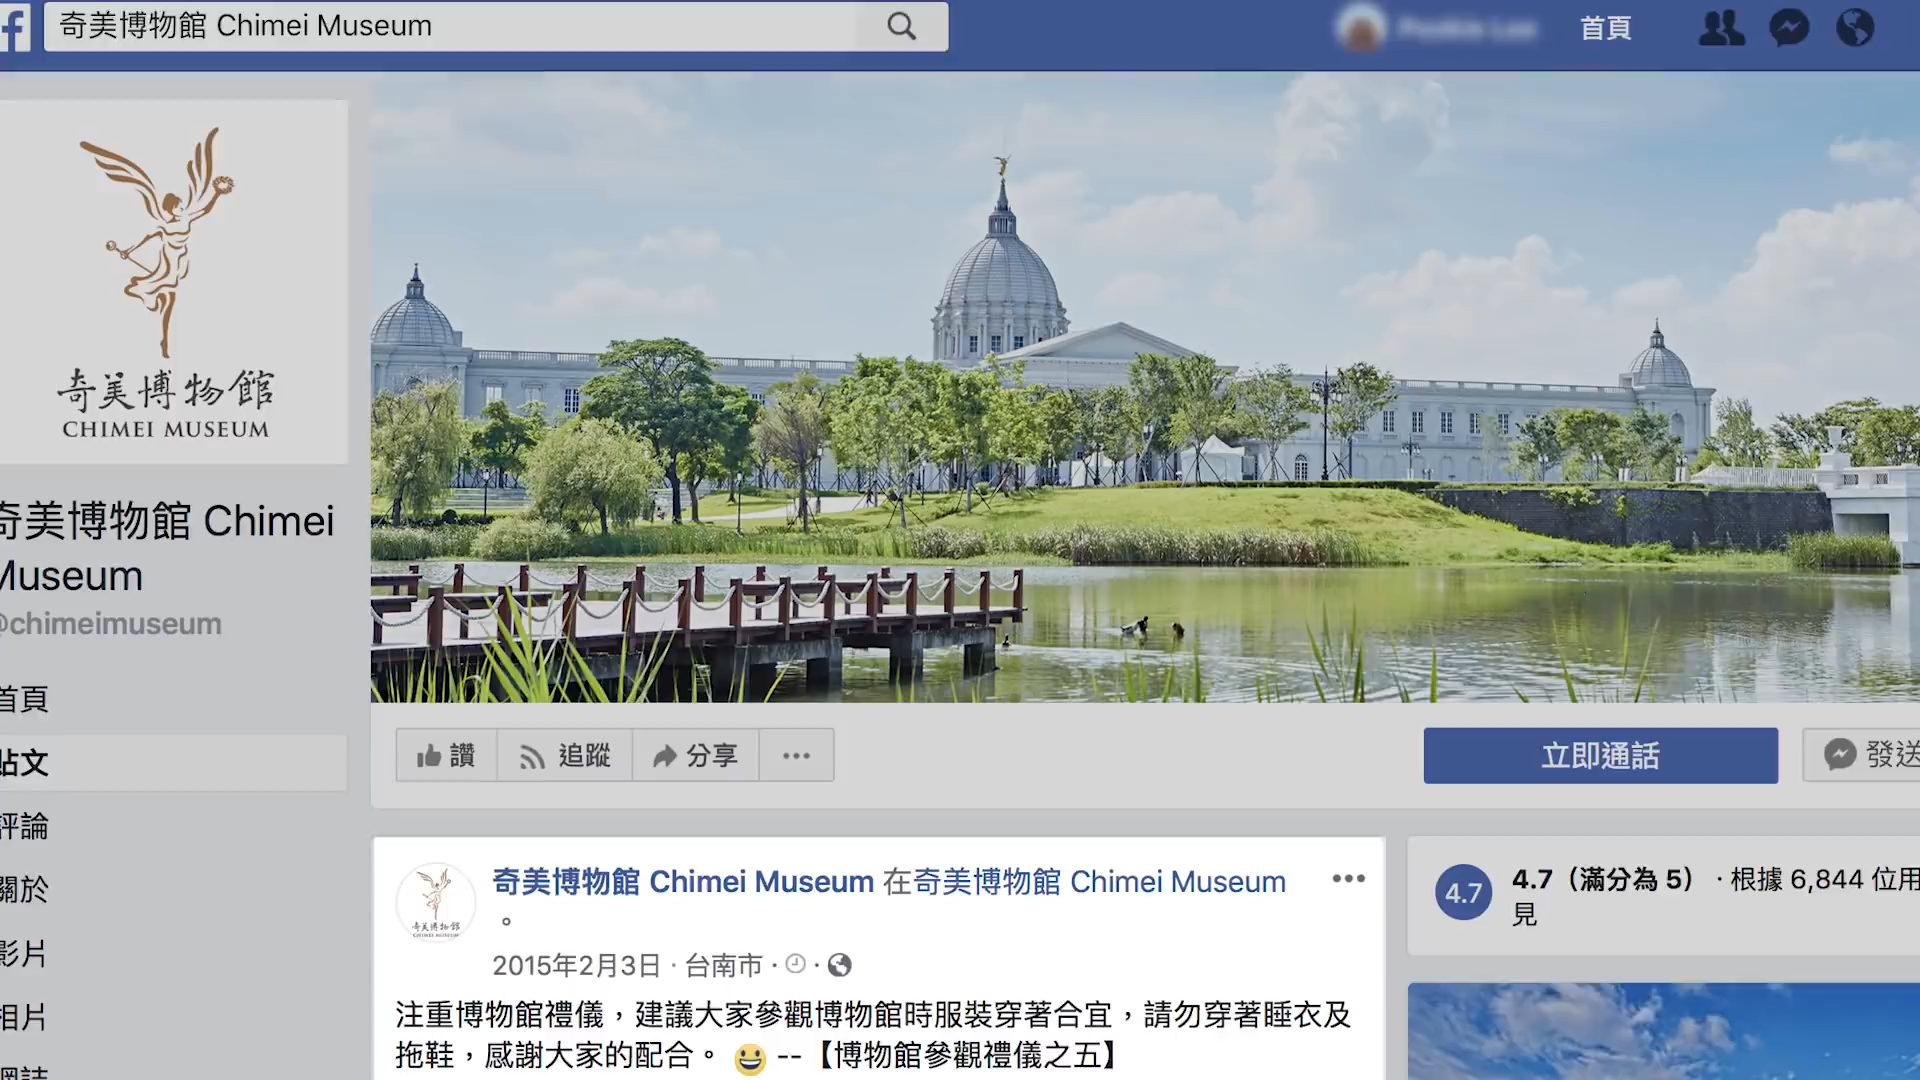 奇美博物館 Chimei Museum
首頁
奇美博物館
CHIMEI MUSEUM
奇美博物館 Chimei
Museum
@chimeimuseum
首頁
貼文
評論
關於
影片
相片
讚
追蹤
分享
立即通話
發送
奇美博物館 Chimei Museum 在奇美博物館 Chimei Museum
。
2015年2月3日 · 台南市 ·
注重博物館禮儀，建議大家參觀博物館時服裝穿著合宜，請勿穿著睡衣及
拖鞋，感謝大家的配合。 😀 --【博物館參觀禮儀之五】
奇美博物館
CHIMEI MUSEUM
4.7
4.7（滿分為 5） · 根據 6,844 位用
見